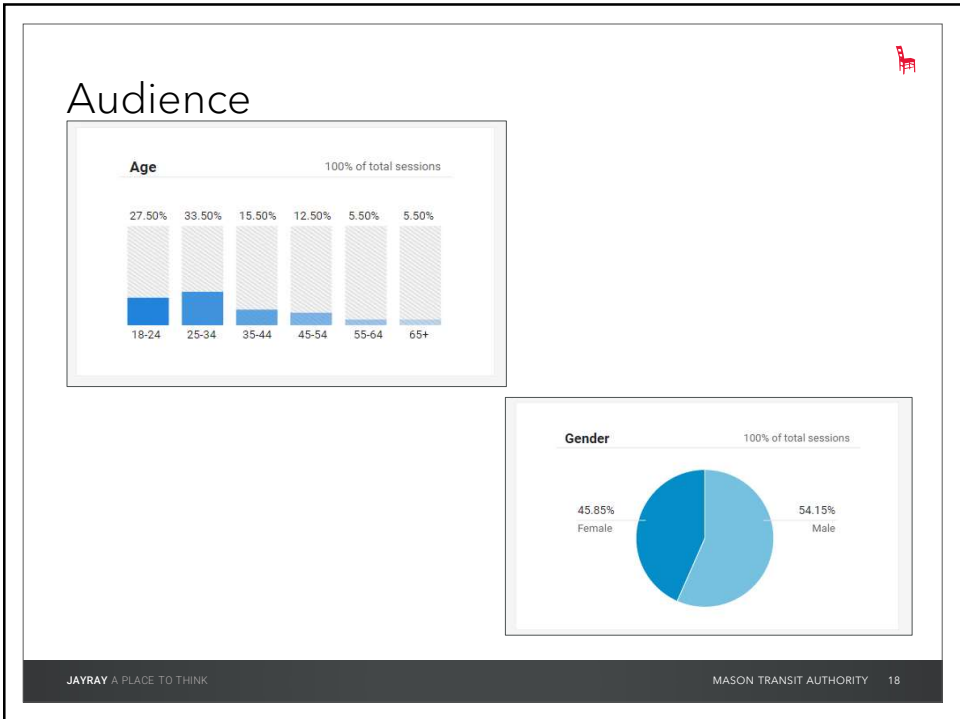 Audience
Age 100% of total sessions
27.50% 33.50% 15.50% 12.50% 5.50% 5.50%
18-24 25-34 35-44 45-54 55-64 65+
Gender 100% of total sessions
45.85% 54.15%
Female Male
JAYRAY A PLACE TO THINK MASON TRANSIT AUTHORITY 18